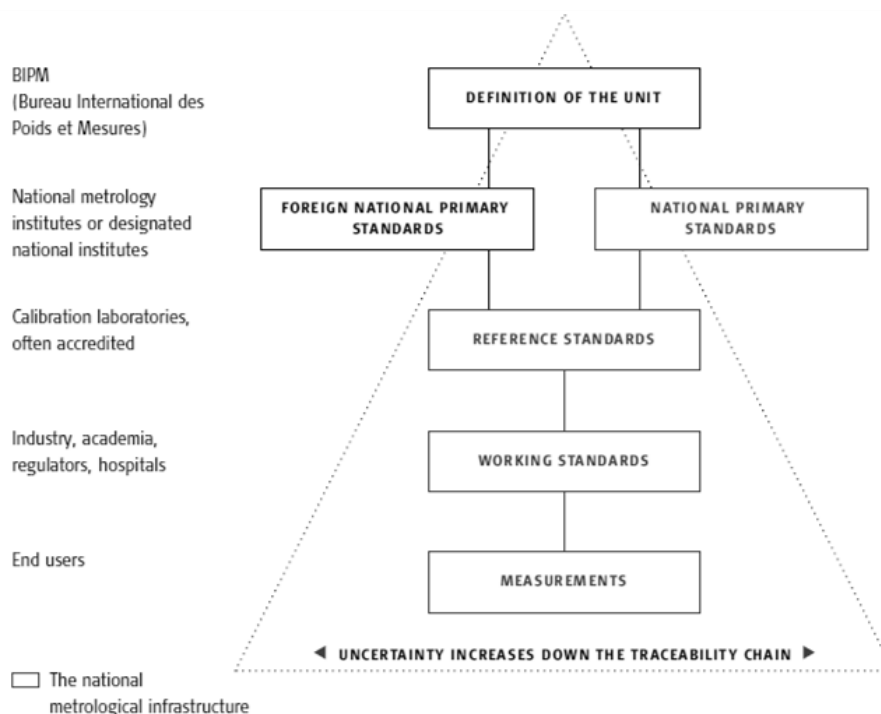 BIPM
(Bureau International des
Poids et Mesures)
DEFINITION OF THE UNIT
National metrology
institutes or designated
national institutes
FOREIGN NATIONAL PRIMARY
STANDARDS
NATIONAL PRIMARY
STANDARDS
Calibration laboratories,
often accredited
REFERENCE STANDARDS
Industry, academia,
regulators, hospitals
WORKING STANDARDS
End users
MEASUREMENTS
UNCERTAINTY INCREASES DOWN THE TRACEABILITY CHAIN
The national
metrological infrastructure